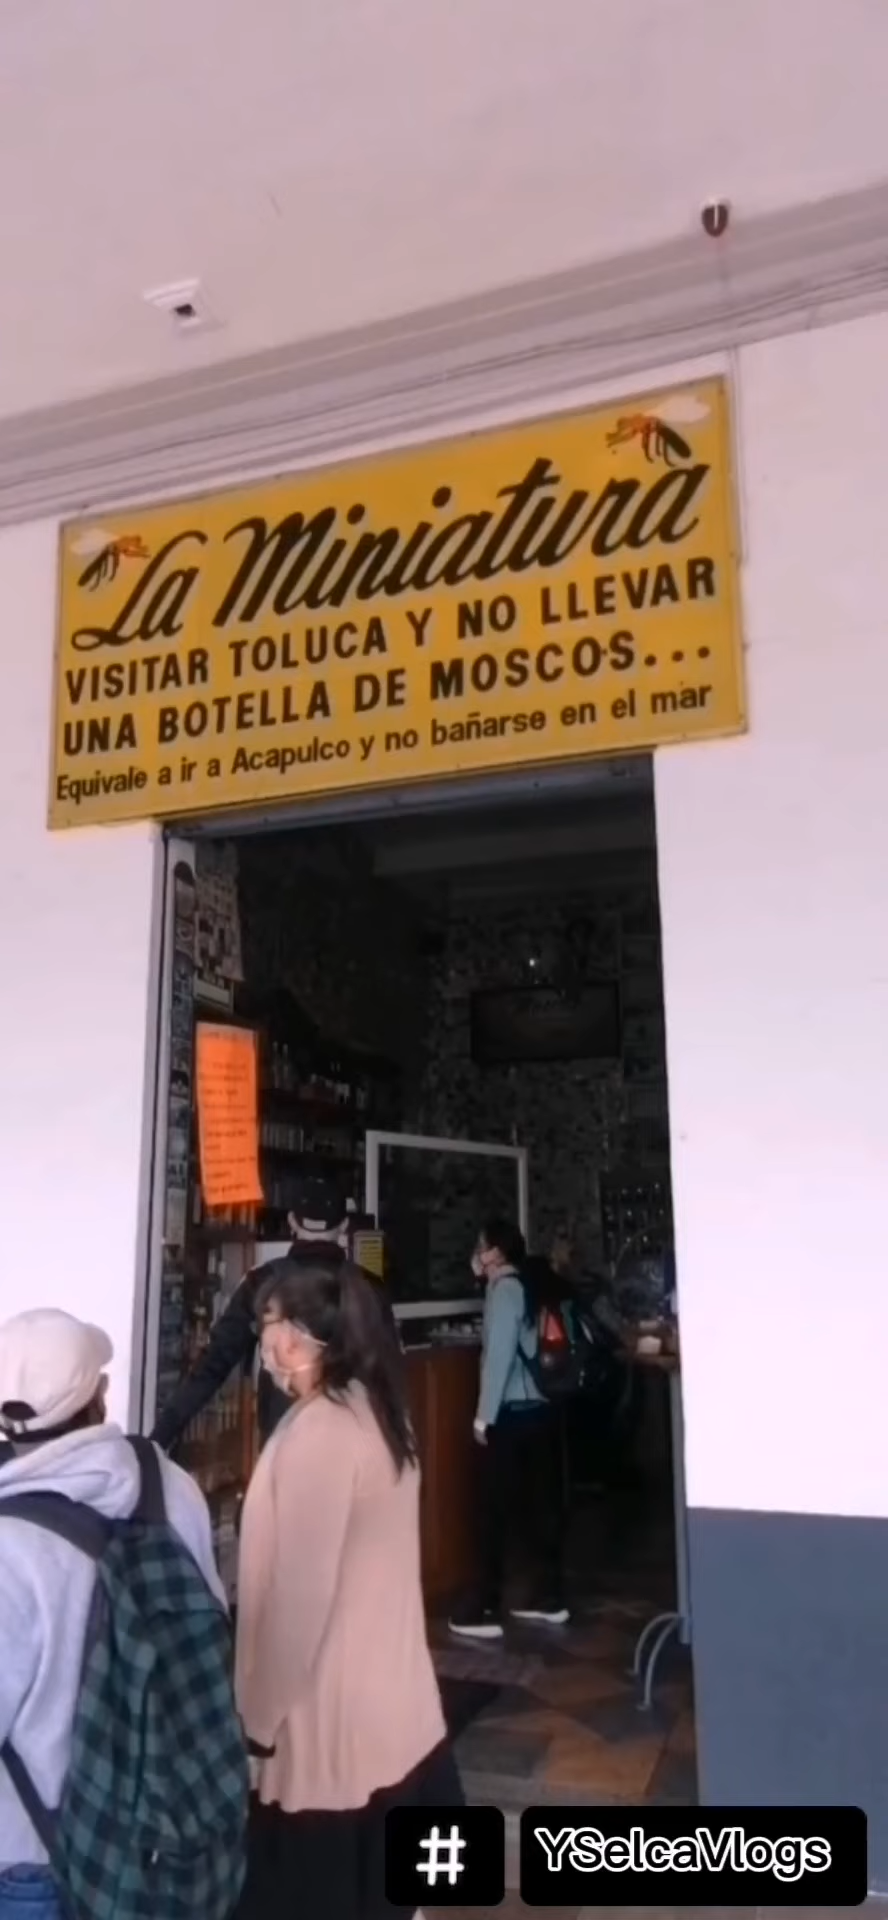 La Miniatura
VISITAR TOLUCA Y NO LLEVAR
UNA BOTELLA DE MOSCOS...
Equivale a ir a Acapulco y no bañarse en el mar
# YSelcaVlogs